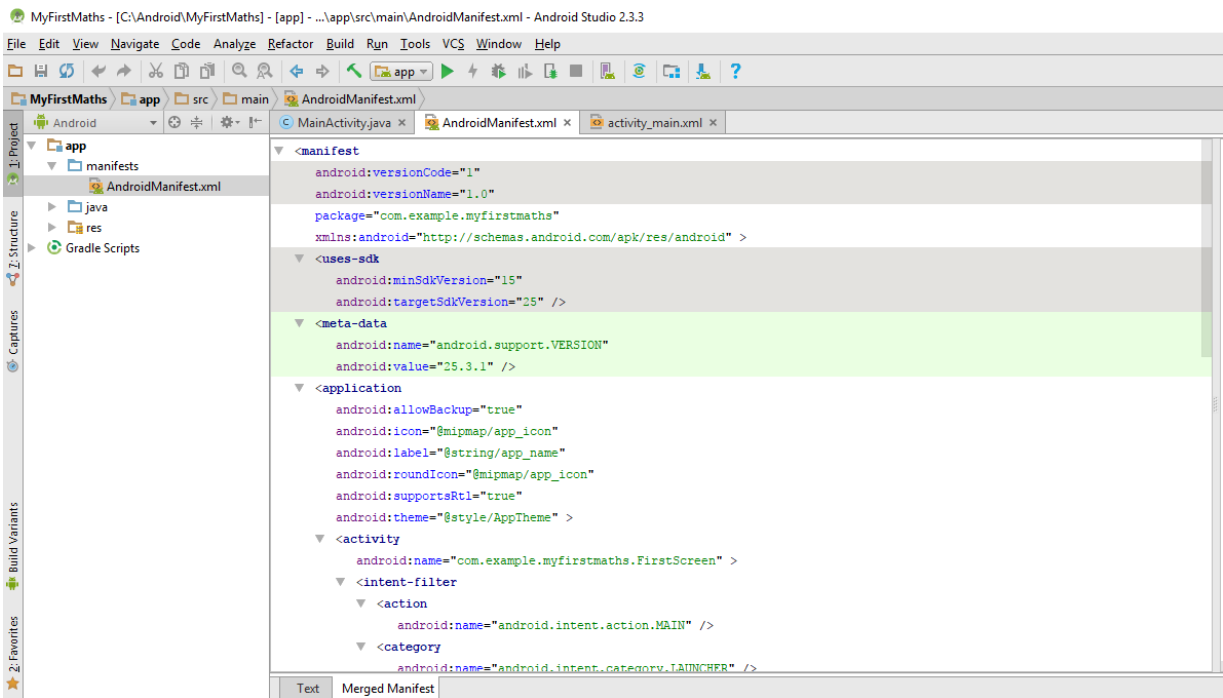 MyFirstMaths - [C:\Android\MyFirstMaths] - [app] - ...\app\src\main\AndroidManifest.xml - Android Studio 2.3.3
File Edit View Navigate Code Analyze Refactor Build Run Tools VCS Window Help
app
MyFirstMaths app src main AndroidManifest.xml
1: Project
Z: Structure
Captures
Build Variants
2: Favorites
Android
app
manifests
AndroidManifest.xml
java
res
Gradle Scripts
MainActivity.java AndroidManifest.xml activity_main.xml
<manifest
android:versionCode="1"
android:versionName="1.0"
package="com.example.myfirstmaths"
xmlns:android="http://schemas.android.com/apk/res/android" >
<uses-sdk
android:minSdkVersion="15"
android:targetSdkVersion="25" />
<meta-data
android:name="android.support.VERSION"
android:value="25.3.1" />
<application
android:allowBackup="true"
android:icon="@mipmap/app_icon"
android:label="@string/app_name"
android:roundIcon="@mipmap/app_icon"
android:supportsRtl="true"
android:theme="@style/AppTheme" >
<activity
android:name="com.example.myfirstmaths.FirstScreen" >
<intent-filter
<action
android:name="android.intent.action.MAIN" />
<category
android:name="android.intent.category.LAUNCHER" />
Text Merged Manifest